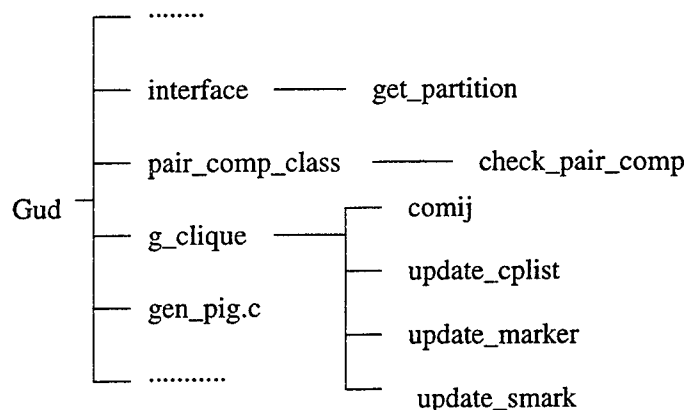 ........
interface get_partition
pair_comp_class check_pair_comp
comij
Gud
g_clique
update_cplist
gen_pig.c
update_marker
...........
update_smark